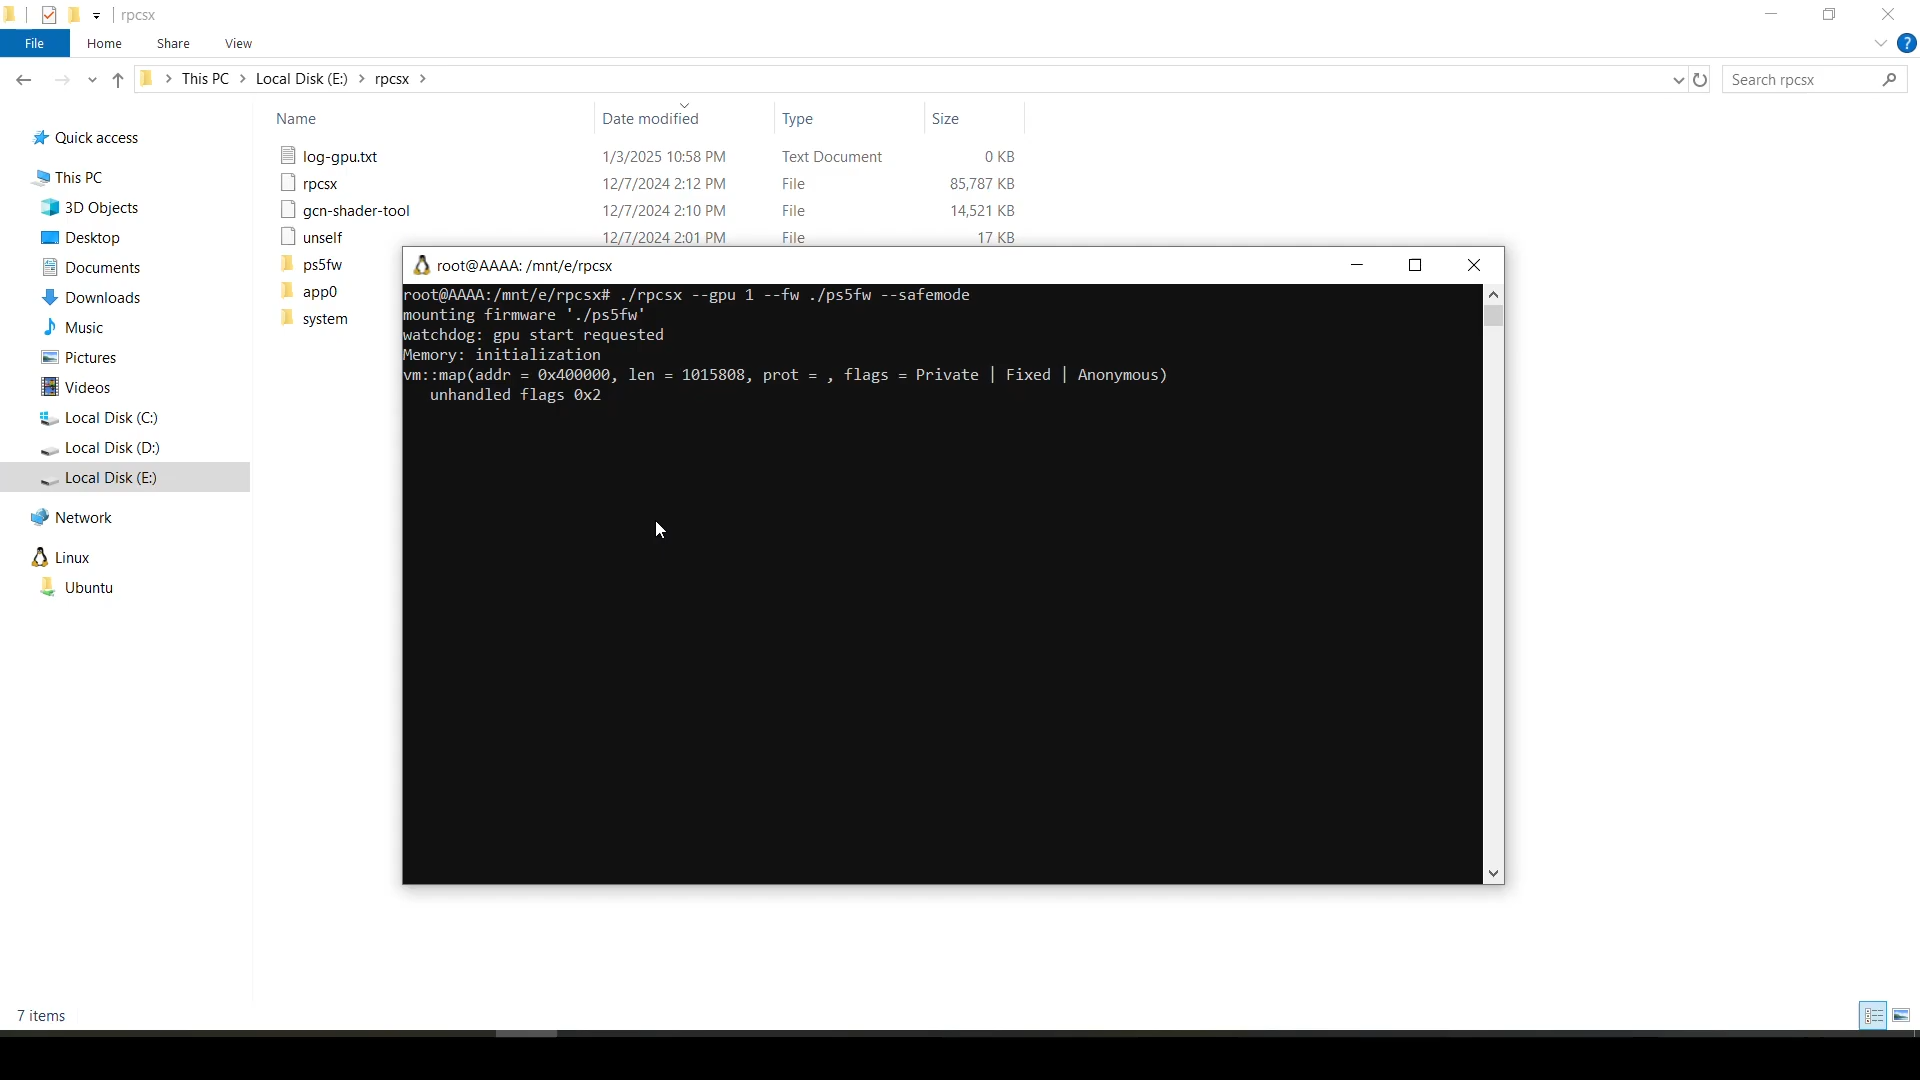 rpcsx
File Home Share View
This PC Local Disk (E:) rpcsx
Search rpcsx
Name Date modified Type Size
Quick access
This PC
3D Objects
Desktop
Documents
Downloads
Music
Pictures
Videos
Local Disk (C:)
Local Disk (D:)
Local Disk (E:)
Network
Linux
Ubuntu
log-gpu.txt 1/3/2025 10:58 PM Text Document 0 KB
rpcsx 12/7/2024 2:12 PM File 85,787 KB
gcn-shader-tool 12/7/2024 2:10 PM File 14,521 KB
unself 12/7/2024 2:01 PM File 17 KB
ps5fw
app0
system
root@AAAA: /mnt/e/rpcsx
root@AAAA:/mnt/e/rpcsx# ./rpcsx --gpu 1 --fw ./ps5fw --safemode
mounting firmware './ps5fw'
watchdog: gpu start requested
Memory: initialization
vm::map(addr = 0x400000, len = 1015808, prot = , flags = Private | Fixed | Anonymous)
unhandled flags 0x2
7 items